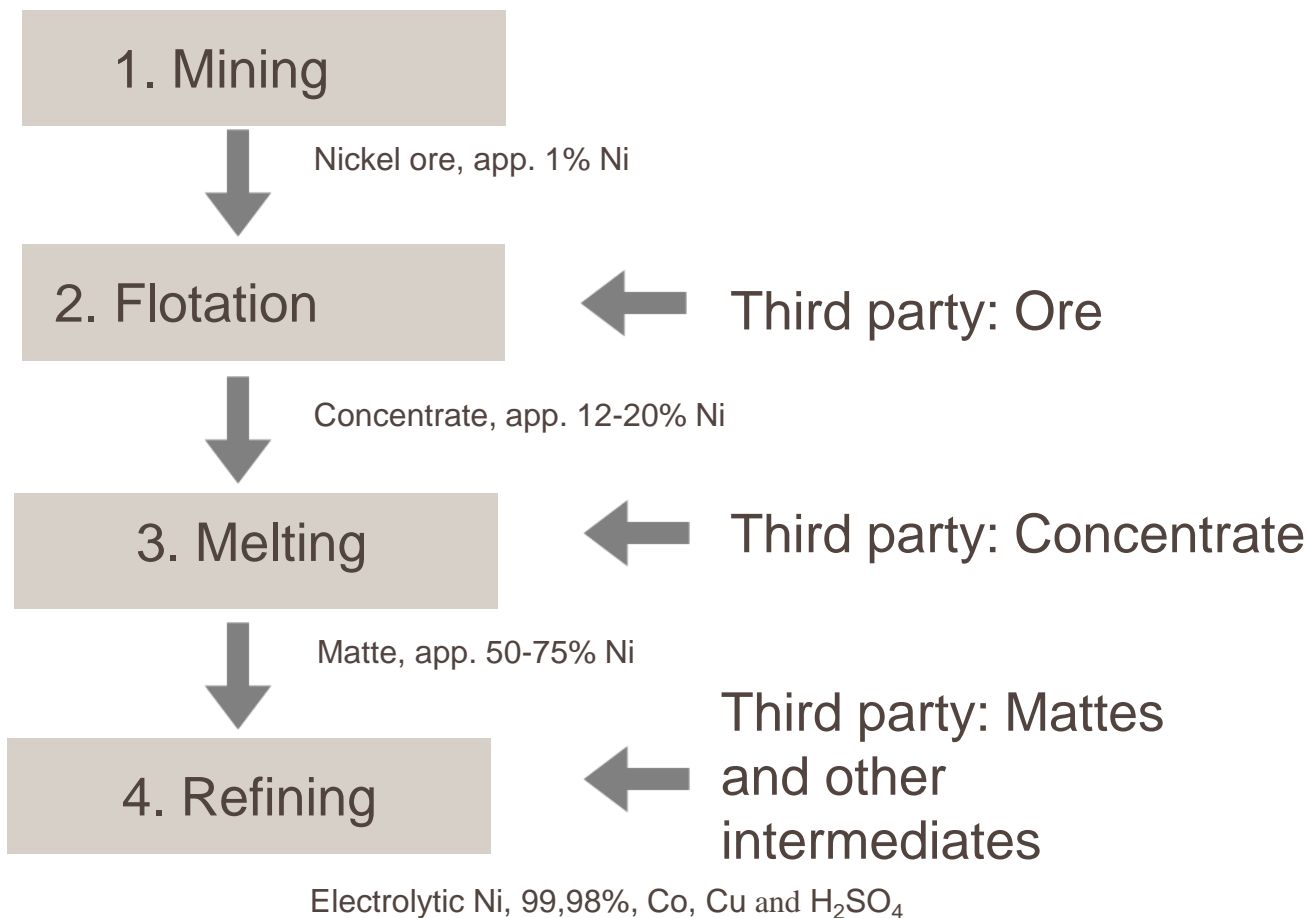 1. Mining
Nickel ore, app. 1% Ni
2. Flotation
Third party: Ore
Concentrate, app. 12-20% Ni
3. Melting
Third party: Concentrate
Matte, app. 50-75% Ni
4. Refining
Third party: Mattes
and other
intermediates
Electrolytic Ni, 99,98%, Co, Cu and H₂SO₄